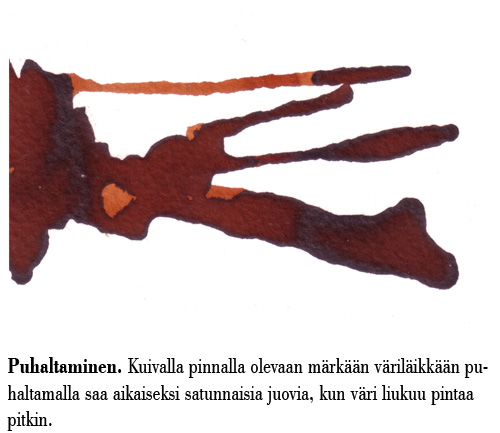 Puhaltaminen. Kuivalla pinnalla olevaan märkään väriläikkään pu-
haltamalla saa aikaiseksi satunnaisia juovia, kun väri liukuu pintaa
pitkin.